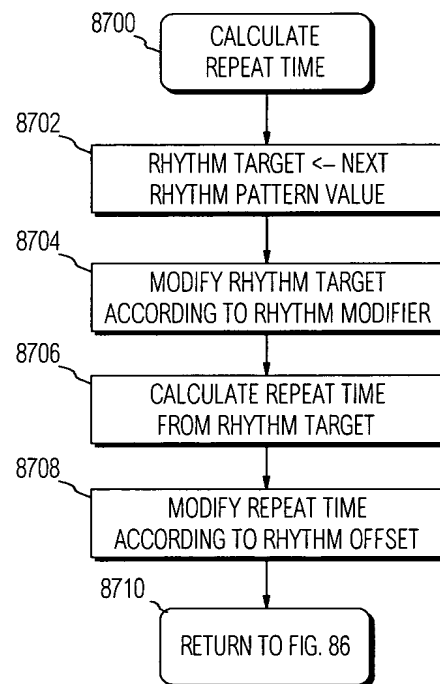 8700
CALCULATE
REPEAT TIME
8702
RHYTHM TARGET <– NEXT
RHYTHM PATTERN VALUE
8704
MODIFY RHYTHM TARGET
ACCORDING TO RHYTHM MODIFIER
8706
CALCULATE REPEAT TIME
FROM RHYTHM TARGET
8708
MODIFY REPEAT TIME
ACCORDING TO RHYTHM OFFSET
8710
RETURN TO FIG. 86